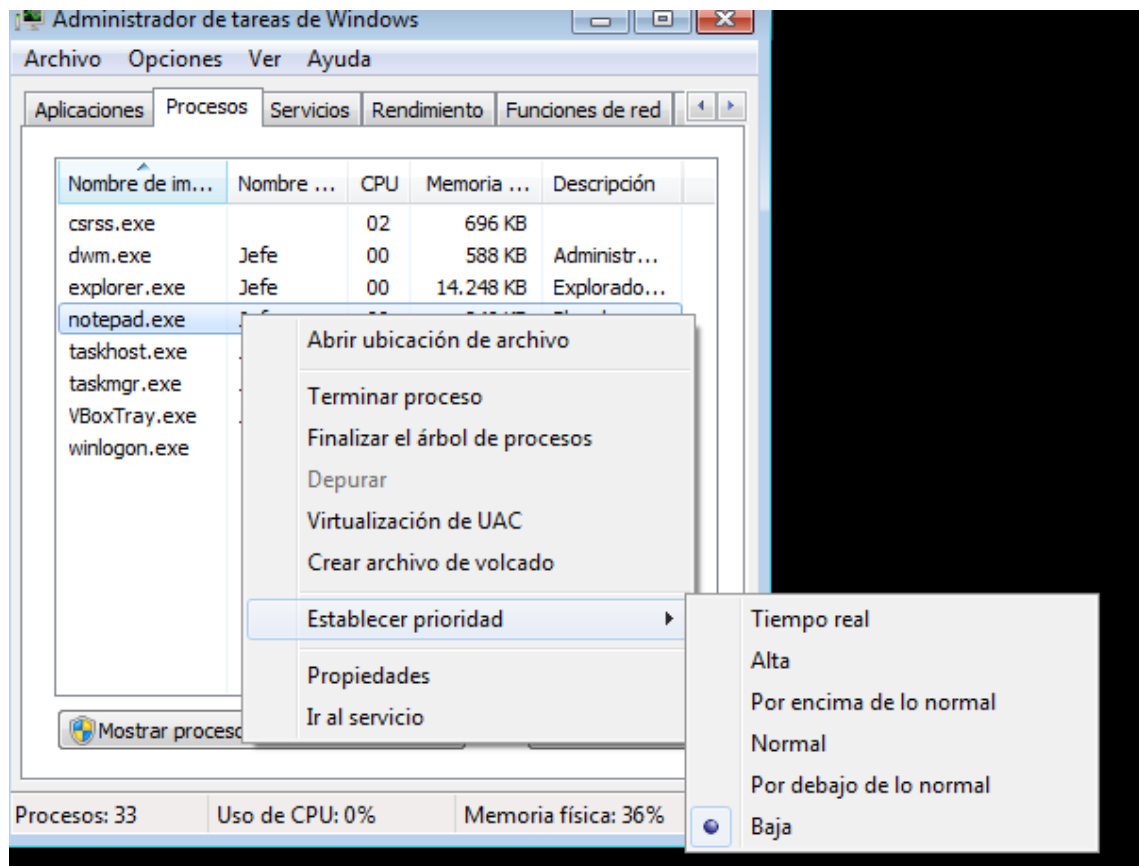 Administrador de tareas de Windows
Archivo Opciones Ver Ayuda
Aplicaciones Procesos Servicios Rendimiento Funciones de red
Nombre de im... Nombre ... CPU Memoria ... Descripción
csrss.exe 02 696 KB
dwm.exe Jefe 00 588 KB Administr...
explorer.exe Jefe 00 14.248 KB Explorado...
notepad.exe
taskhost.exe
taskmgr.exe
VBoxTray.exe
winlogon.exe
Abrir ubicación de archivo
Terminar proceso
Finalizar el árbol de procesos
Depurar
Virtualización de UAC
Crear archivo de volcado
Establecer prioridad
Propiedades
Ir al servicio
Tiempo real
Alta
Por encima de lo normal
Normal
Por debajo de lo normal
Baja
Mostrar proceso
Procesos: 33 Uso de CPU: 0% Memoria física: 36%